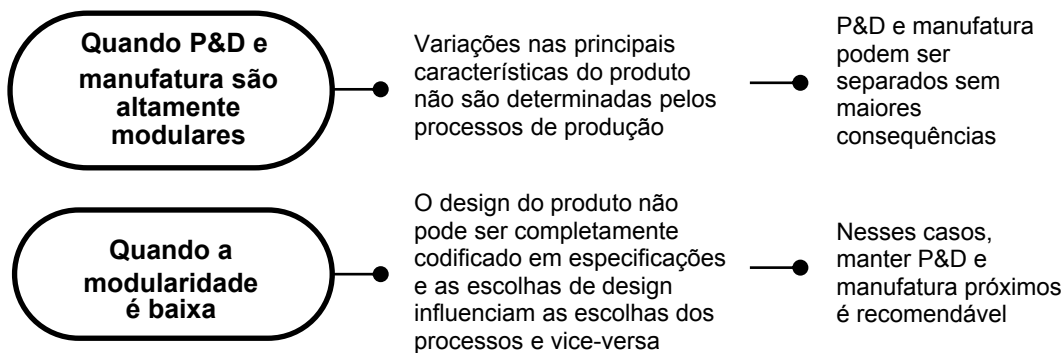 Quando P&D e
manufatura são
altamente
modulares
Variações nas principais
características do produto
não são determinadas pelos
processos de produção
P&D e manufatura
podem ser
separados sem
maiores
consequências
Quando a
modularidade
é baixa
O design do produto não
pode ser completamente
codificado em especificações
e as escolhas de design
influenciam as escolhas dos
processos e vice-versa
Nesses casos,
manter P&D e
manufatura próximos
é recomendável